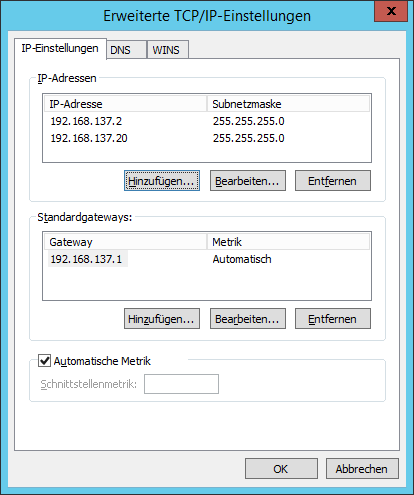 Erweiterte TCP/IP-Einstellungen
IP-Einstellungen DNS WINS
IP-Adressen
IP-Adresse Subnetzmaske
192.168.137.2 255.255.255.0
192.168.137.20 255.255.255.0
Hinzufügen... Bearbeiten... Entfernen
Standardgateways:
Gateway Metrik
192.168.137.1 Automatisch
Hinzufügen... Bearbeiten... Entfernen
Automatische Metrik
Schnittstellenmetrik:
OK Abbrechen